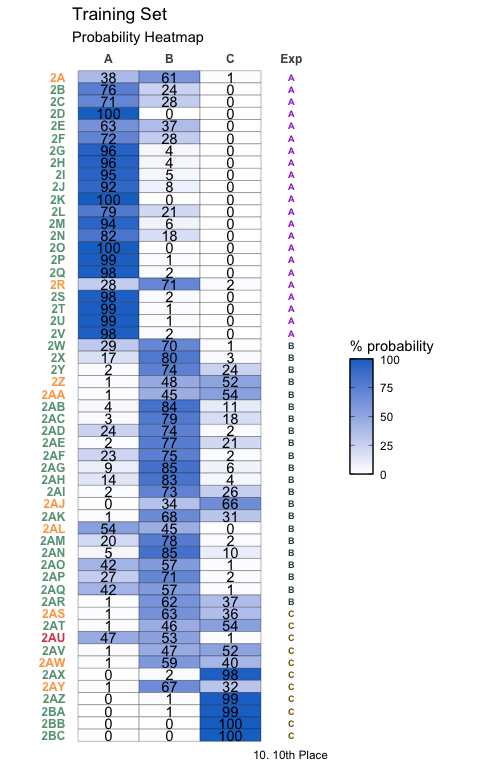 Training Set
Probability Heatmap
A B C Exp
2A 38 61 1 A
2B 76 24 0 A
2C 71 28 0 A
2D 100 0 0 A
2E 63 37 0 A
2F 72 28 0 A
2G 96 4 0 A
2H 96 4 0 A
2I 95 5 0 A
2J 92 8 0 A
2K 100 0 0 A
2L 79 21 0 A
2M 94 6 0 A
2N 82 18 0 A
2O 100 0 0 A
2P 99 1 0 A
2Q 98 2 0 A
2R 28 71 2 A
2S 98 2 0 A
2T 99 1 0 A
2U 99 1 0 A
2V 98 2 0 A
2W 29 70 1 B
2X 17 80 3 B
2Y 2 74 24 B
2Z 1 48 52 B
2AA 1 45 54 B
2AB 4 84 11 B
2AC 3 79 18 B
2AD 24 74 2 B
2AE 2 77 21 B
2AF 23 75 2 B
2AG 9 85 6 B
2AH 14 83 4 B
2AI 2 73 26 B
2AJ 0 34 66 B
2AK 1 68 31 B
2AL 54 45 0 B
2AM 20 78 2 B
2AN 5 85 10 B
2AO 42 57 1 B
2AP 27 71 2 B
2AQ 42 57 1 B
2AR 1 62 37 B
2AS 1 63 36 C
2AT 1 46 54 C
2AU 47 53 1 C
2AV 1 47 52 C
2AW 1 59 40 C
2AX 0 2 98 C
2AY 1 67 32 C
2AZ 0 1 99 C
2BA 0 1 99 C
2BB 0 0 100 C
2BC 0 0 100 C
% probability
100
75
50
25
0
10. 10th Place